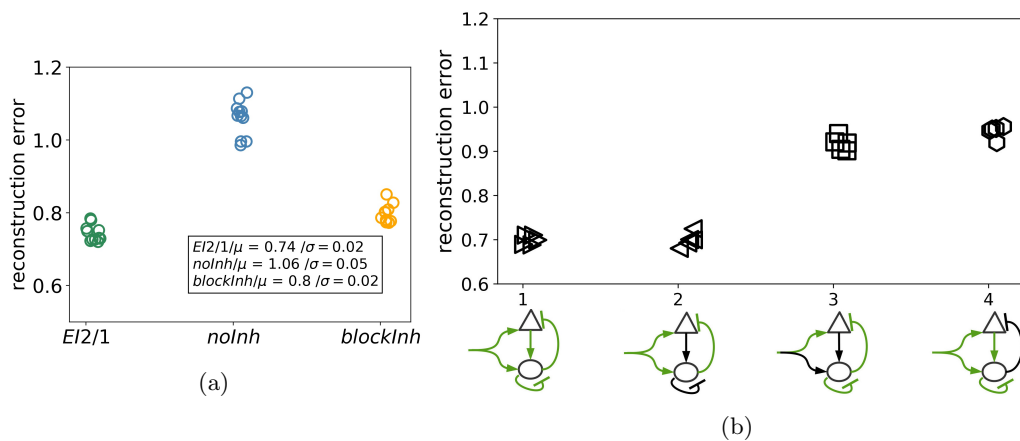 reconstruction error
1.2
1.0
0.8
0.6
EI2/1/μ = 0.74 /σ = 0.02
noInh/μ = 1.06 /σ = 0.05
blockInh/μ = 0.8 /σ = 0.02
EI2/1 noInh blockInh
(a)
reconstruction error
1.2
1.1
1.0
0.9
0.8
0.7
0.6
1 2 3 4
(b)